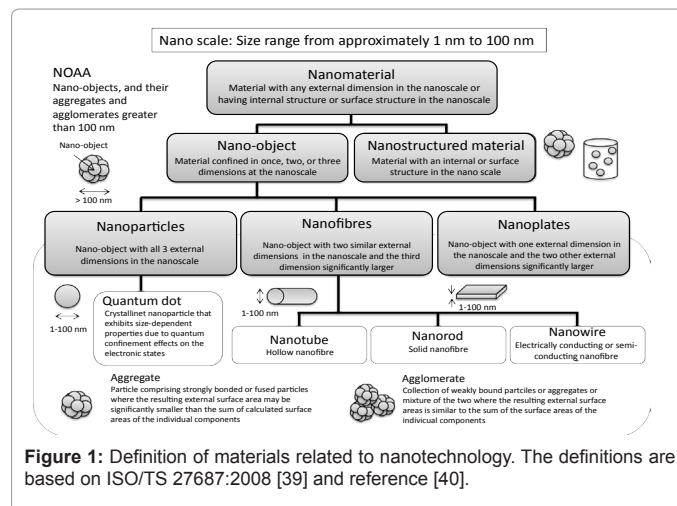 Nano scale: Size range from approximately 1 nm to 100 nm
NOAA
Nano-objects, and their
aggregates and
agglomerates greater
than 100 nm
Nano-object
> 100 nm
Nanomaterial
Material with any external dimension in the nanoscale or
having internal structure or surface structure in the nanoscale
Nano-object
Material confined in once, two, or three
dimensions at the nanoscale
Nanostructured material
Material with an internal or surface
structure in the nano scale
Nanoparticles
Nano-object with all 3 external
dimensions in the nanoscale
Nanofibres
Nano-object with two similar external
dimensions in the nanoscale and the third
dimension significantly larger
Nanoplates
Nano-object with one external dimension in
the nanoscale and the two other external
dimensions significantly larger
1-100 nm
Quantum dot
Crystallinet nanoparticle that
exhibits size-dependent
properties due to quantum
confinement effects on the
electronic states
1-100 nm
1-100 nm
Nanotube
Hollow nanofibre
Nanorod
Solid nanofibre
Nanowire
Electrically conducting or semi-
conducting nanofibre
Aggregate
Particle comprising strongly bonded or fused particles
where the resulting external surface area may be
significantly smaller than the sum of calculated surface
areas of the individual components
Agglomerate
Collection of weakly bound partciles or aggregates or
mixture of the two where the resulting external surface
areas is similar to the sum of the surface areas of the
indivicual components
Figure 1: Definition of materials related to nanotechnology. The definitions are
based on ISO/TS 27687:2008 [39] and reference [40].